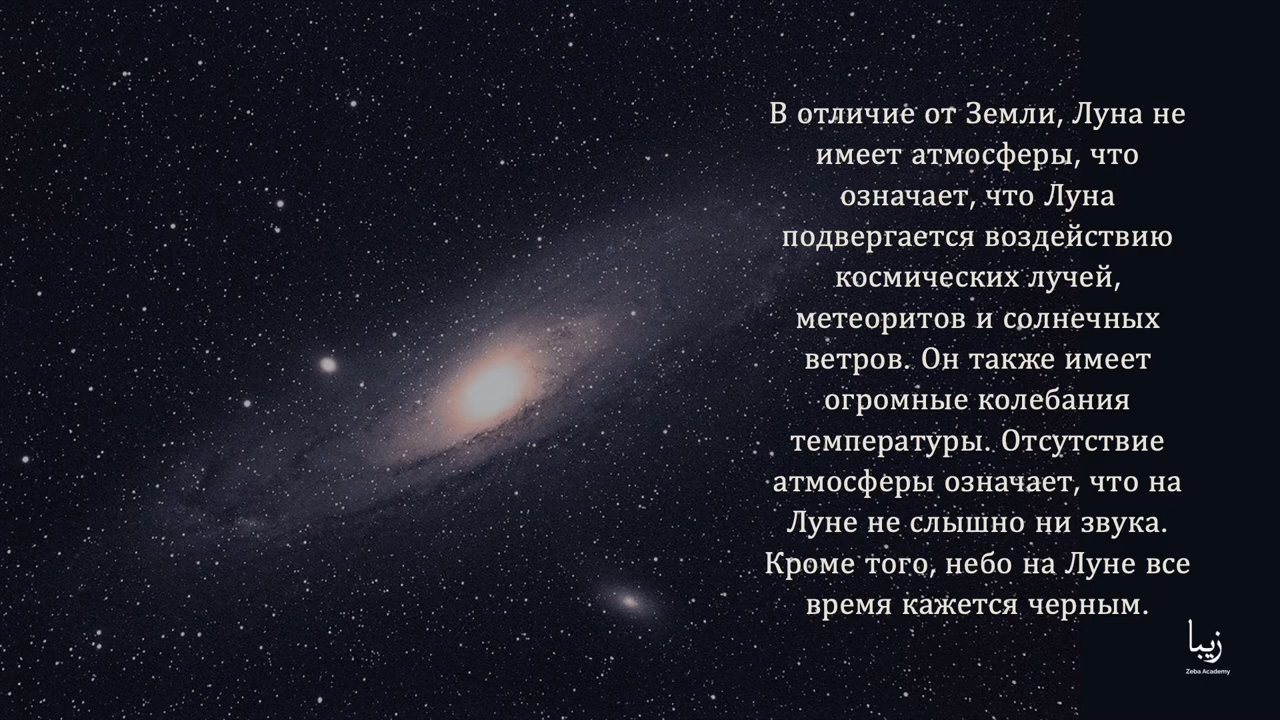 В отличие от Земли, Луна не
имеет атмосферы, что
означает, что Луна
подвергается воздействию
космических лучей,
метеоритов и солнечных
ветров. Он также имеет
огромные колебания
температуры. Отсутствие
атмосферы означает, что на
Луне не слышно ни звука.
Кроме того, небо на Луне все
время кажется черным.
زیبا
Zeba Academy